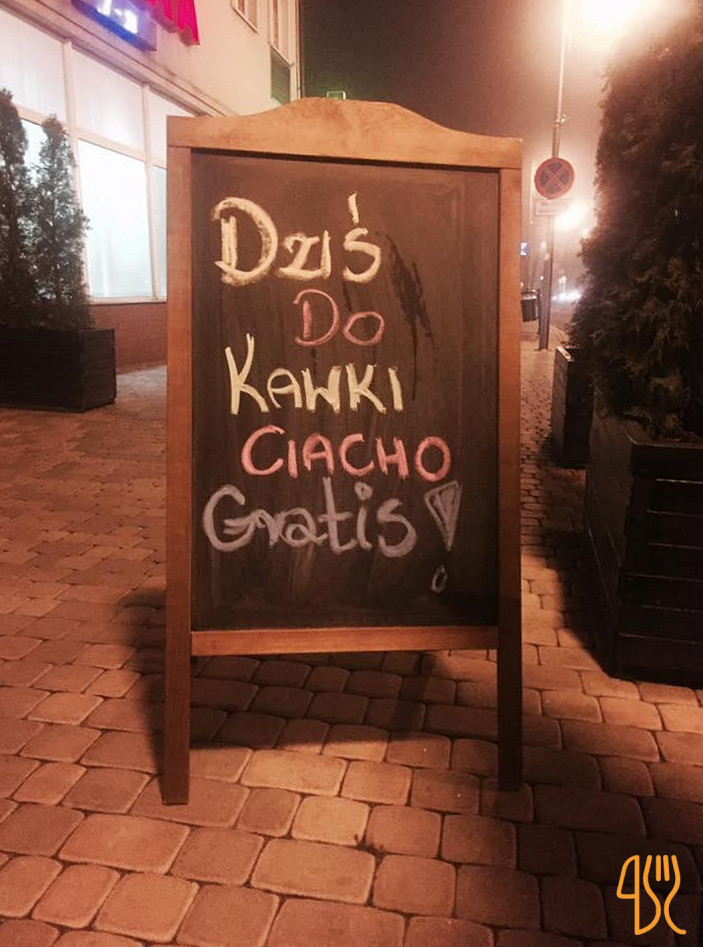 Dziś
Do
KAWKI
CIACHO
Gratis!